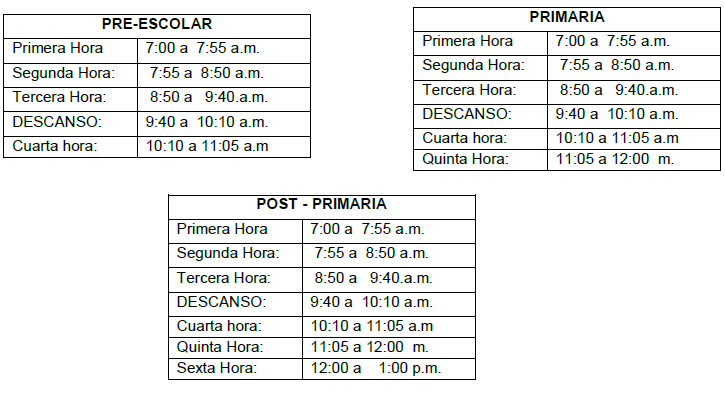 PRE-ESCOLAR
Primera Hora 7:00 a 7:55 a.m.
Segunda Hora: 7:55 a 8:50 a.m.
Tercera Hora: 8:50 a 9:40.a.m.
DESCANSO: 9:40 a 10:10 a.m.
Cuarta hora: 10:10 a 11:05 a.m
PRIMARIA
Primera Hora 7:00 a 7:55 a.m.
Segunda Hora: 7:55 a 8:50 a.m.
Tercera Hora: 8:50 a 9:40.a.m.
DESCANSO: 9:40 a 10:10 a.m.
Cuarta hora: 10:10 a 11:05 a.m
Quinta Hora: 11:05 a 12:00 m.
POST - PRIMARIA
Primera Hora 7:00 a 7:55 a.m.
Segunda Hora: 7:55 a 8:50 a.m.
Tercera Hora: 8:50 a 9:40.a.m.
DESCANSO: 9:40 a 10:10 a.m.
Cuarta hora: 10:10 a 11:05 a.m
Quinta Hora: 11:05 a 12:00 m.
Sexta Hora: 12:00 a 1:00 p.m.